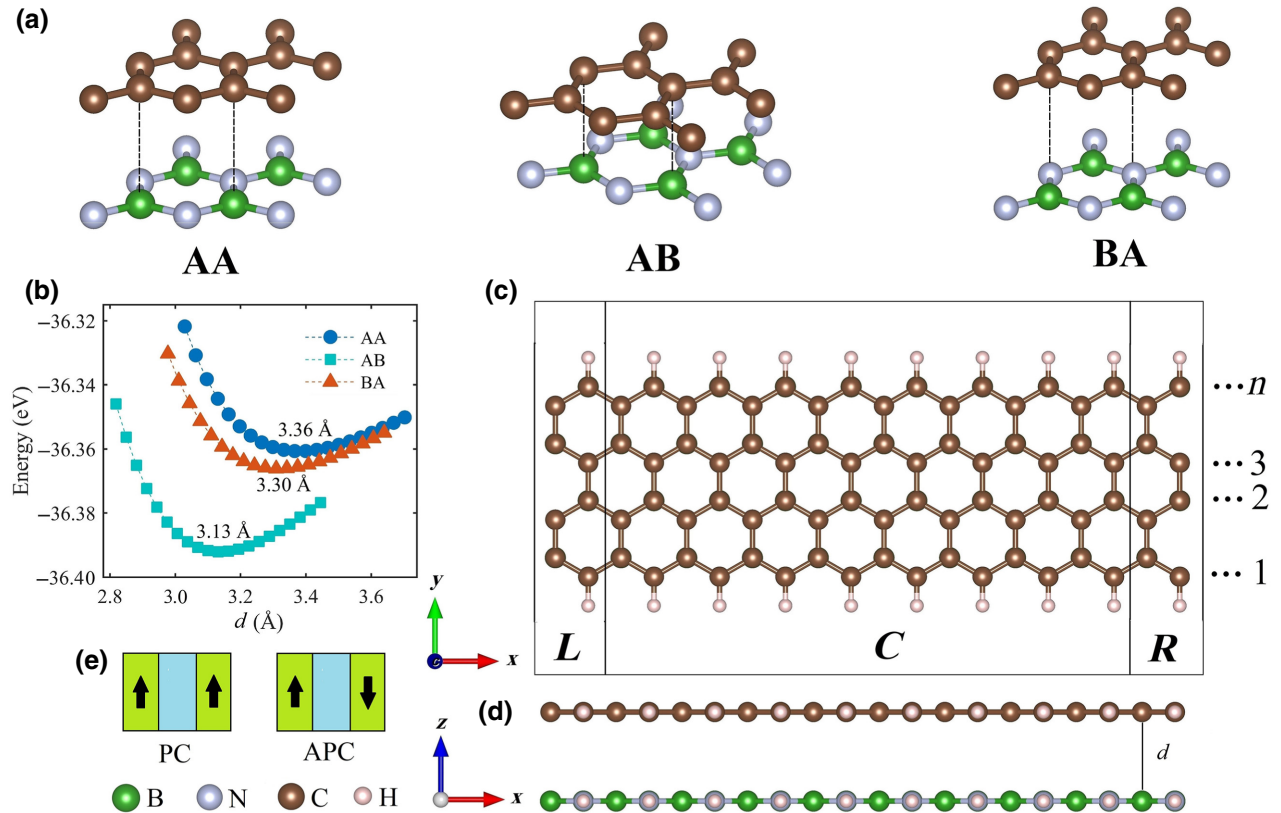 (a)
AA
AB
BA
(b)
−36.32
−36.34
−36.36
−36.38
−36.40
Energy (eV)
AA
AB
BA
3.36 Å
3.30 Å
3.13 Å
2.8 3.0 3.2 3.4 3.6
d (Å)
(c)
···n
···3
···2
···1
L
C
R
y
x
(e)
PC
APC
B N C H
(d)
z
x
d